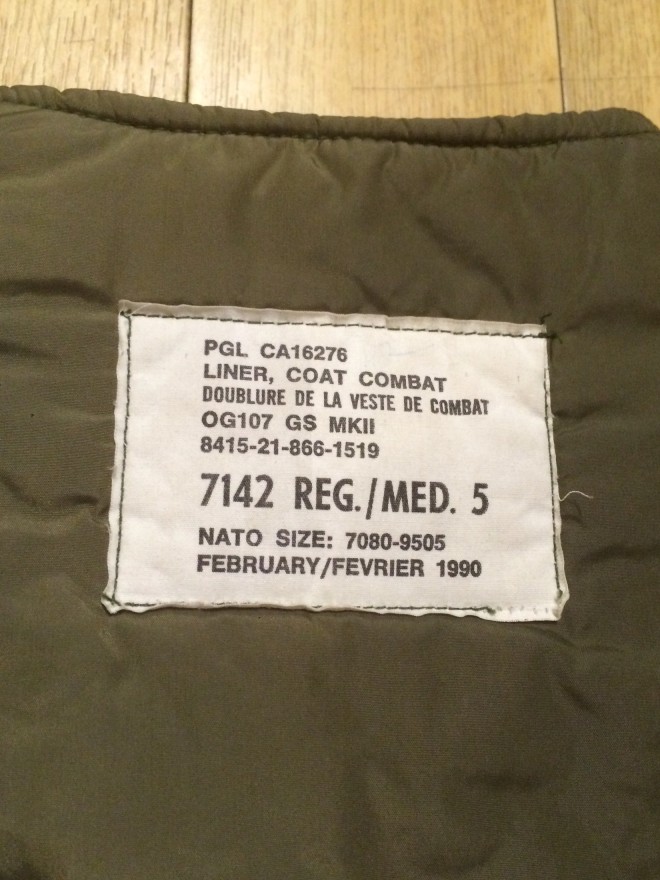 PGL CA16276
LINER, COAT COMBAT
DOUBLURE DE LA VESTE DE COMBAT
OG107 GS MKII
8415-21-866-1519
7142 REG./MED. 5
NATO SIZE: 7080-9505
FEBRUARY/FEVRIER 1990